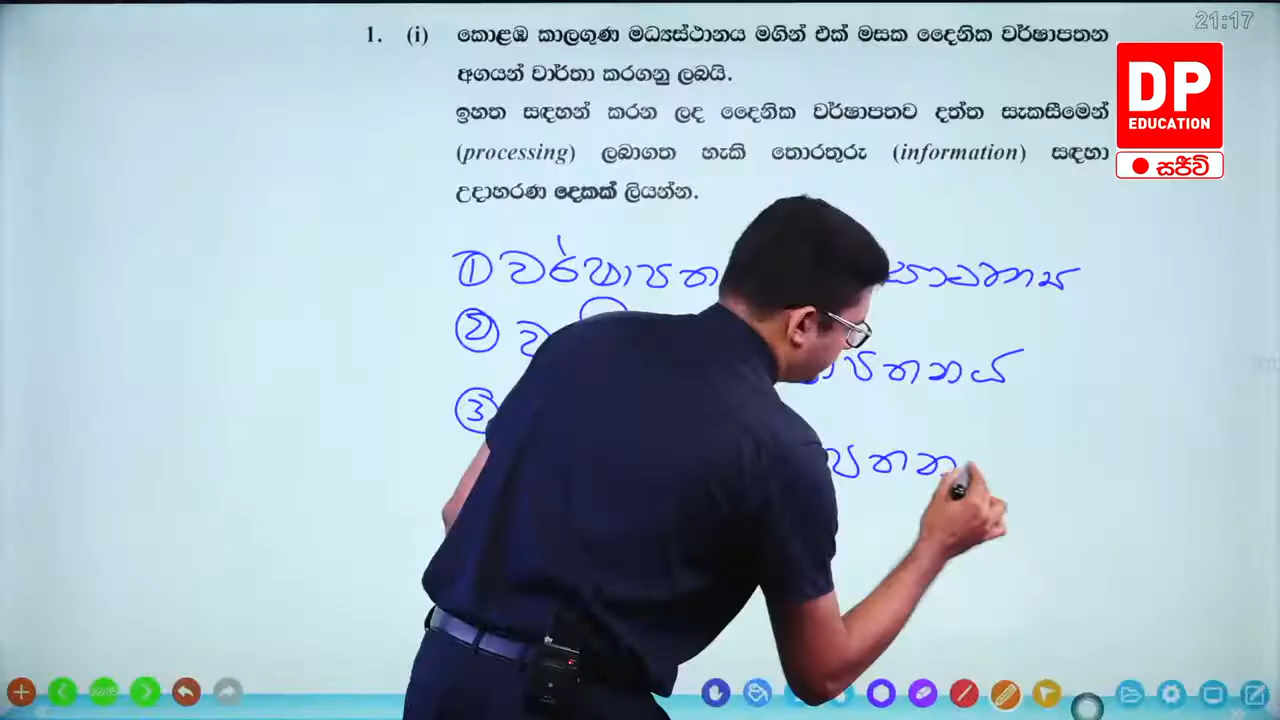 21:17
1. (i) කොළඹ කාලගුණ මධ්‍යස්ථානය මගින් එක් මසක දෛනික වර්ෂාපතන
අගයන් වාර්තා කරගනු ලබයි.
ඉහත සඳහන් කරන ලද දෛනික වර්ෂාපතව දත්ත සැකසීමෙන්
(processing) ලබාගත හැකි තොරතුරු (information) සඳහා
උදාහරණ දෙකක් ලියන්න.
DP
EDUCATION
සජීවී
① වර්ෂාපත
②
පතනය
③
පතන